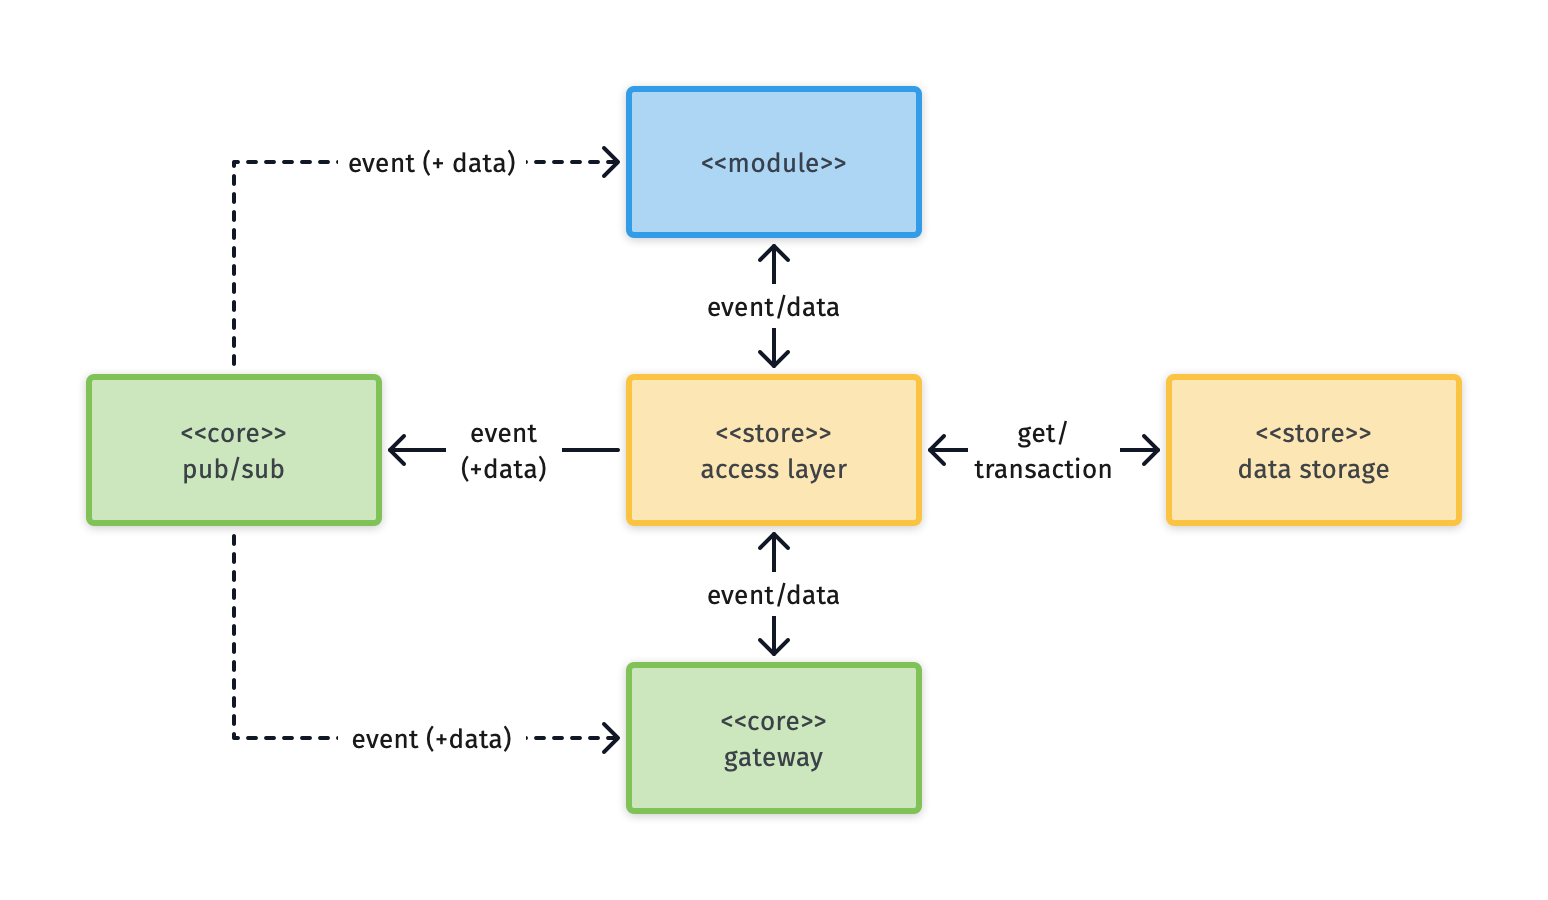 event (+ data)
<<module>>
event/data
<<core>>
pub/sub
event
(+data)
<<store>>
access layer
get/
transaction
<<store>>
data storage
event/data
event (+data)
<<core>>
gateway